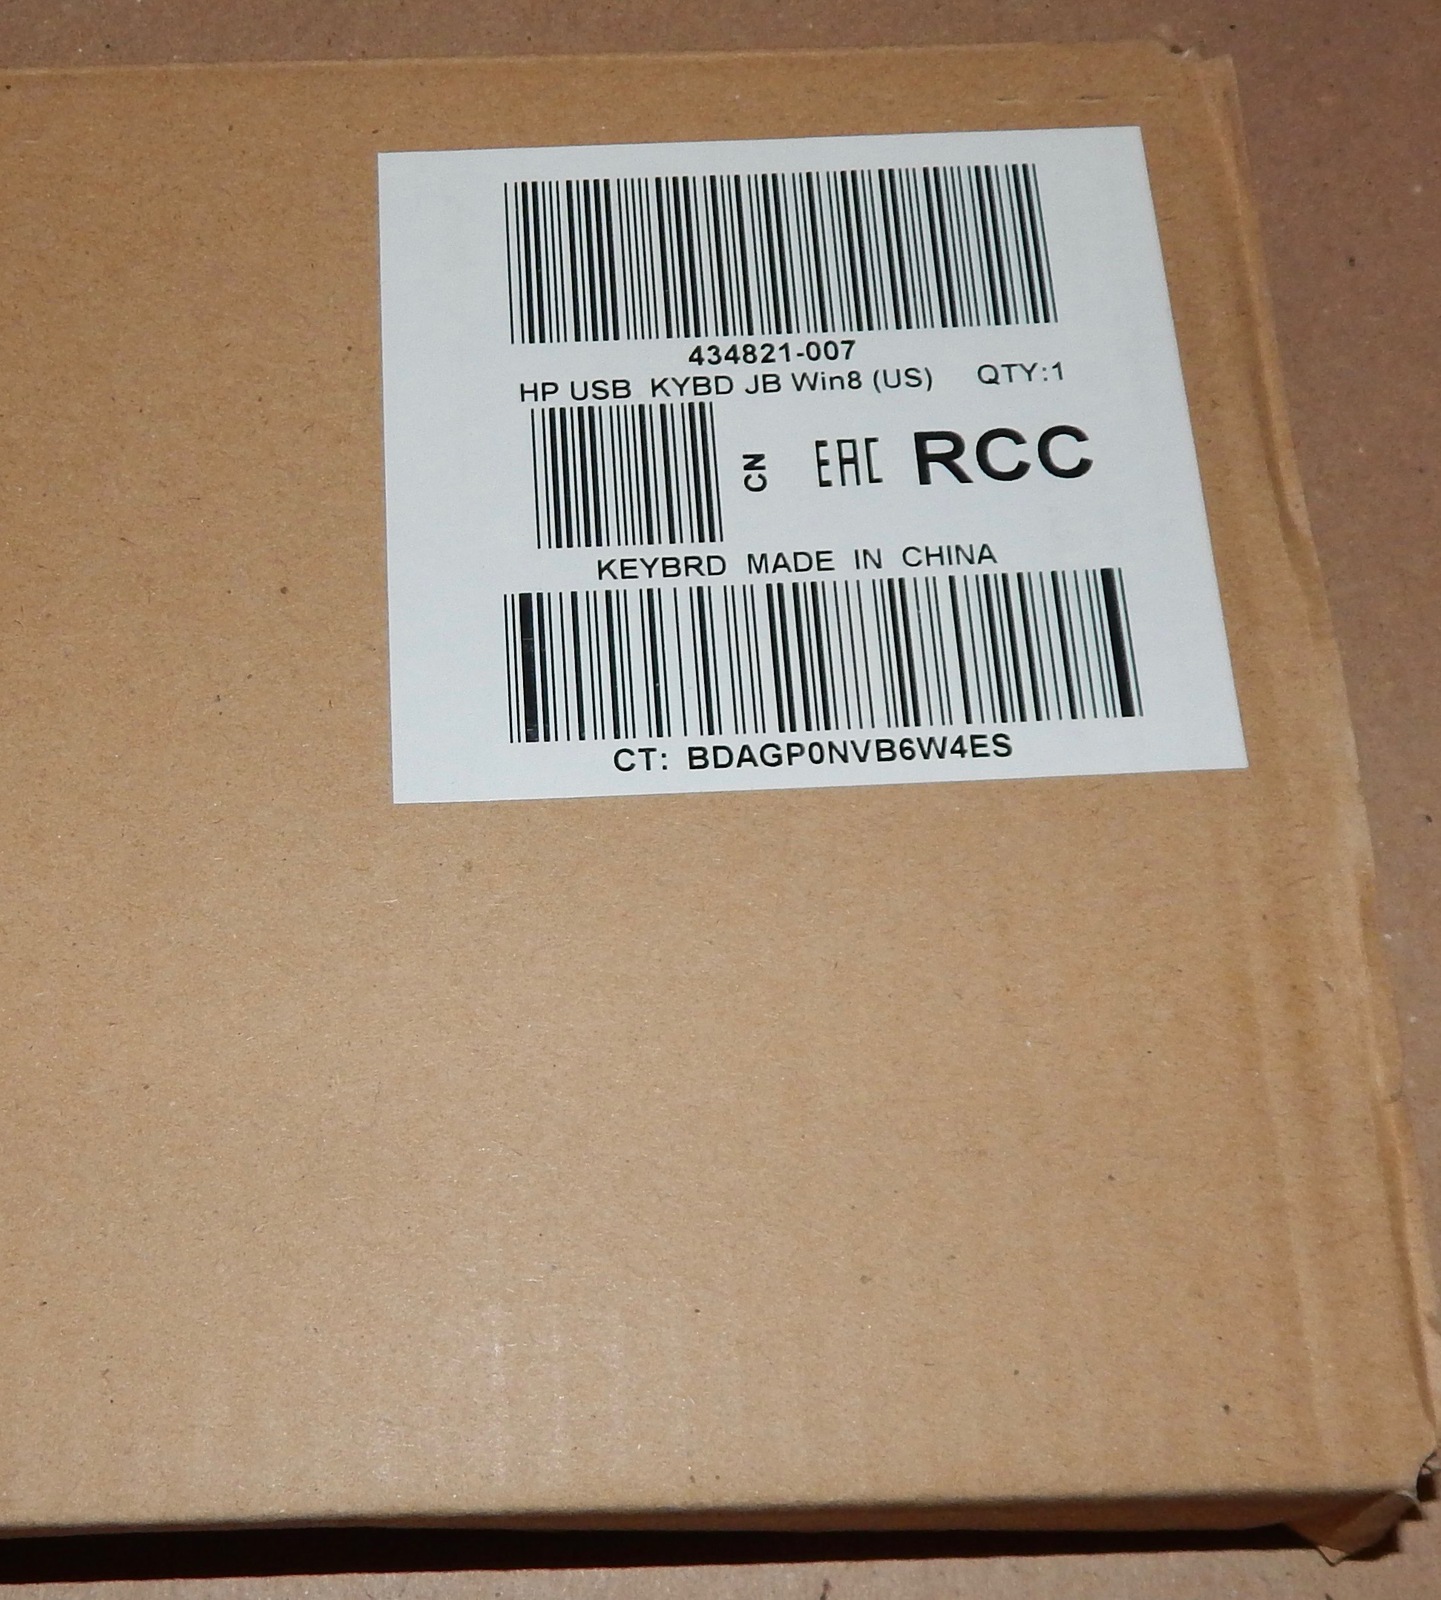 434821-007
HP USB KYBD JB Win8 (US) QTY:1
CN EAC RCC
KEYBRD MADE IN CHINA
CT: BDAGP0NVB6W4ES